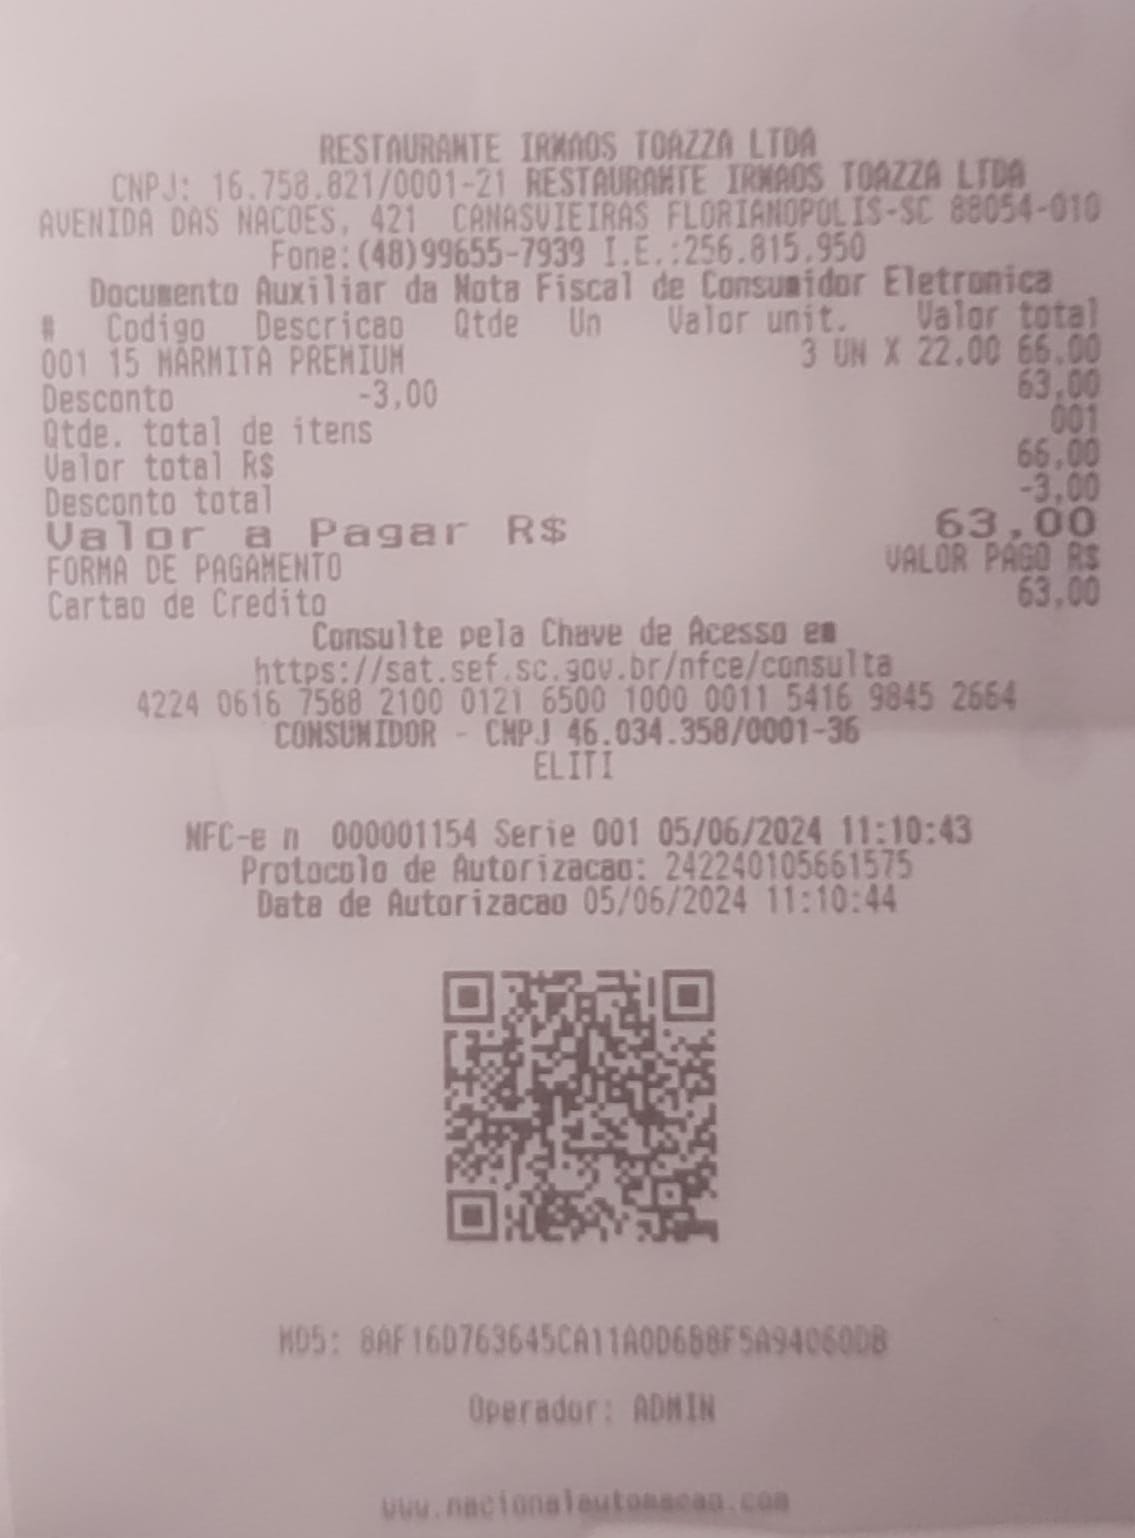 RESTAURANTE IRMAOS TOAZZA LTDA
CNPJ: 16.758.821/0001-21 RESTAURANTE IRMAOS TOAZZA LTDA
AVENIDA DAS NACOES, 421 CANASVIEIRAS FLORIANOPOLIS-SC 88054-010
Fone:(48)99655-7939 I.E.:256.815.950
Documento Auxiliar da Nota Fiscal de Consumidor Eletronica
# Codigo Descricao Qtde Un Valor unit. Valor total
001 15 MARMITA PREMIUM 3 UN X 22.00 66.00
Desconto -3,00 63,00
Qtde. total de itens 001
Valor total R$ 66,00
Desconto total -3,00
Valor a Pagar R$ 63,00
FORMA DE PAGAMENTO VALOR PAGO R$
Cartao de Credito 63,00
Consulte pela Chave de Acesso em
https://sat.sef.sc.gov.br/nfce/consulta
4224 0616 7588 2100 0121 6500 1000 0011 5416 9845 2664
CONSUMIDOR - CNPJ 46.034.358/0001-36
ELITI
NFC-e n 000001154 Serie 001 05/06/2024 11:10:43
Protocolo de Autorizacao: 242240105661575
Data de Autorizacao 05/06/2024 11:10:44
MD5: 8AF16D763645CA11A0D6B8F5A94060DB
Operador: ADMIN
www.nacionalautomacao.com